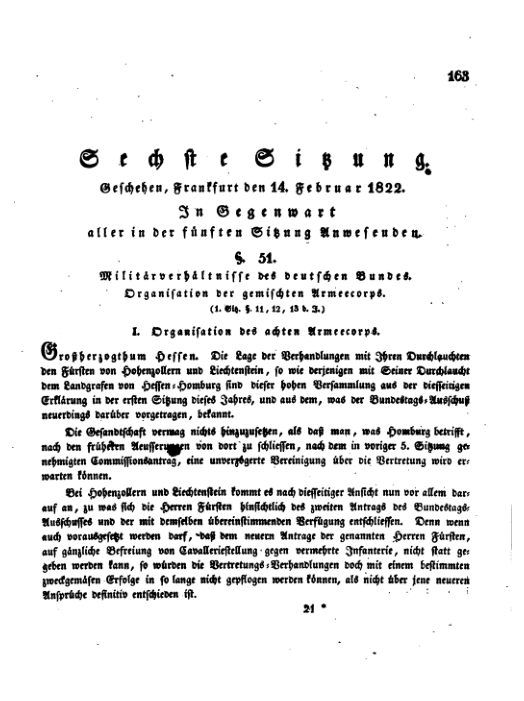 163
Sechste Sitzung.
Geschehen, Frankfurt den 14. Februar 1822.
In Gegenwart
aller in der fünften Sitzung Anwesenden.
§. 51.
Militärverhältnisse des deutschen Bundes.
Organisation der gemischten Armeecorps.
(1. Sitz. §. 11, 12, 13 d. J.)
I. Organisation des achten Armeecorps.
Großherzogthum Hessen. Die Lage der Verhandlungen mit Ihren Durchlauchten
den Fürsten von Hohenzollern und Liechtenstein, so wie derjenigen mit Seiner Durchlaucht
dem Landgrafen von Hessen-Homburg sind dieser hohen Versammlung aus der diesseitigen
Erklärung in der ersten Sitzung dieses Jahres, und aus dem, was der Bundestags-Ausschuß
neuerdings darüber vorgetragen, bekannt.
Die Gesandtschaft vermag nichts hinzuzusetzen, als daß man, was Homburg betrifft,
nach den frühesten Aeusserungen von dort zu schliessen, nach dem in voriger 5. Sitzung ge-
nehmigten Commissionsantrag, eine unverzögerte Vereinigung über die Vertretung wird er-
warten können.
Bei Hohenzollern und Liechtenstein kommt es nach diesseitiger Ansicht nun vor allem dar-
auf an, zu was sich die Herren Fürsten hinsichtlich des zweiten Antrags des Bundestags-
Ausschusses und der mit demselben übereinstimmenden Verfügung entschliessen. Denn wenn
auch vorausgesetzt werden darf, daß dem neuern Antrage der genannten Herren Fürsten,
auf gänzliche Befreiung von Cavalleriestellung gegen vermehrte Infanterie, nicht statt ge-
geben werden kann, so würden die Vertretungs-Verhandlungen doch mit einem bestimmten
zweckgemäsen Erfolge in so lange nicht gepflogen werden können, als nicht über jene neueren
Ansprüche definitiv entschieden ist.
21 *